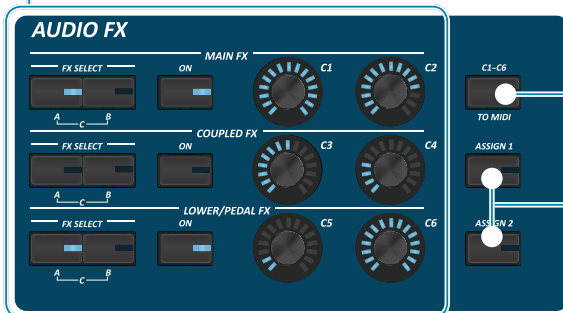 AUDIO FX
MAIN FX
FX SELECT ON C1 C2 C1~C6
A B
C
TO MIDI
COUPLED FX
FX SELECT ON C3 C4 ASSIGN 1
A B
C
LOWER/PEDAL FX
FX SELECT ON C5 C6 ASSIGN 2
A B
C